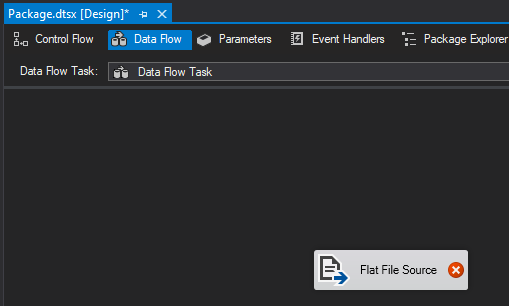 Package.dtsx [Design]*
Control Flow Data Flow Parameters Event Handlers Package Explorer
Data Flow Task: Data Flow Task
Flat File Source